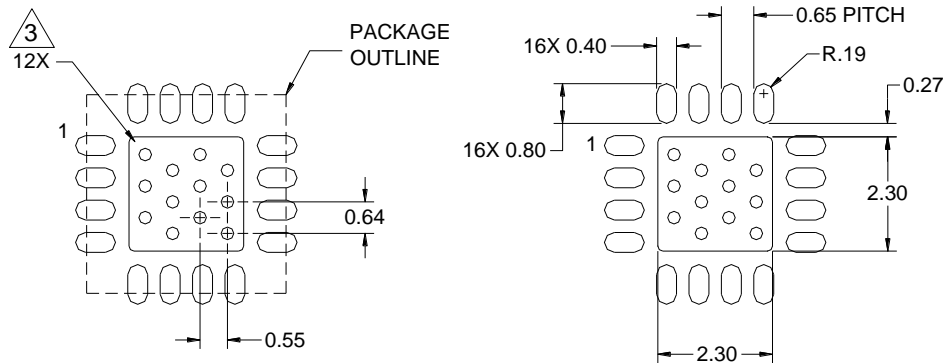 3
12X
PACKAGE
OUTLINE
1
0.64
0.55
0.65 PITCH
16X 0.40
R.19
0.27
16X 0.80
1
2.30
2.30